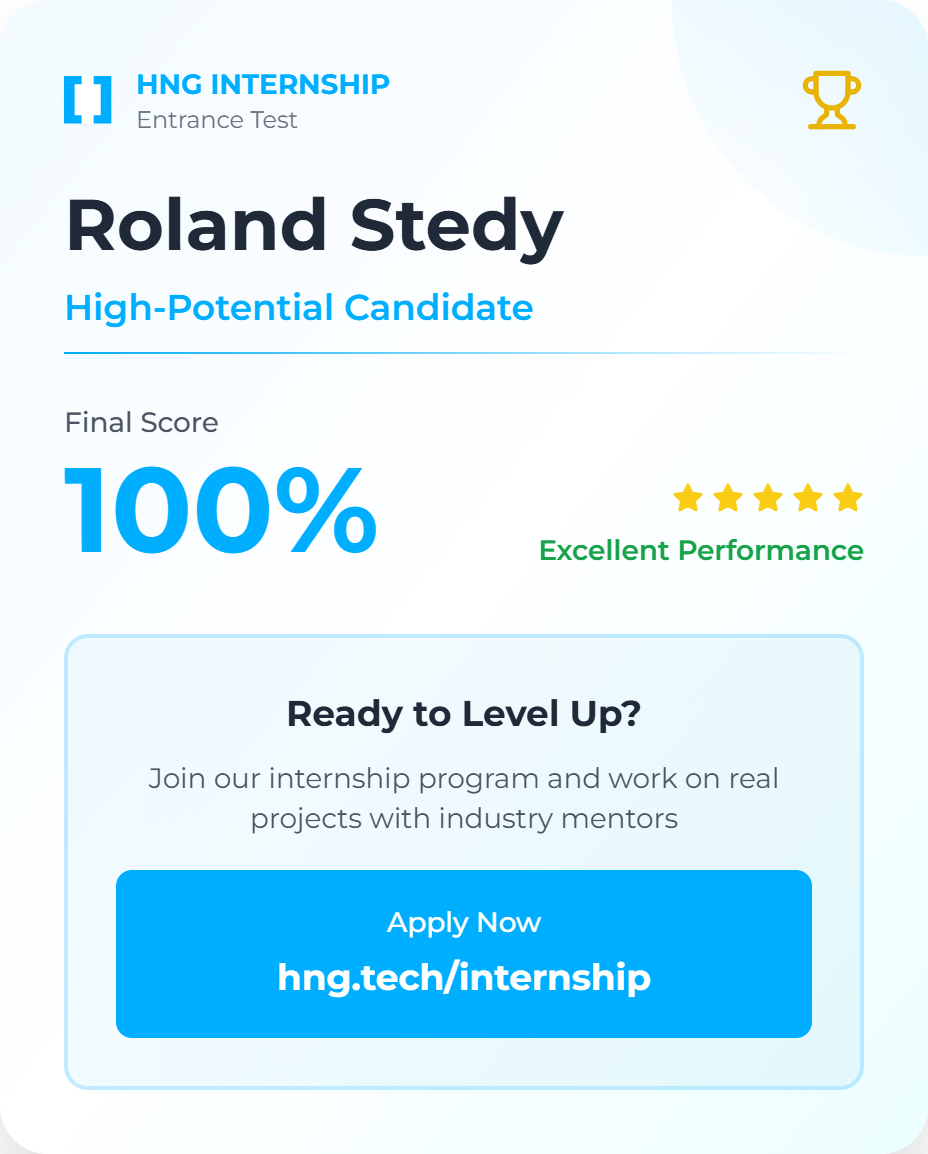 HNG INTERNSHIP
Entrance Test
Roland Stedy
High-Potential Candidate
Final Score
100%
Excellent Performance
Ready to Level Up?
Join our internship program and work on real
projects with industry mentors
Apply Now
hng.tech/internship